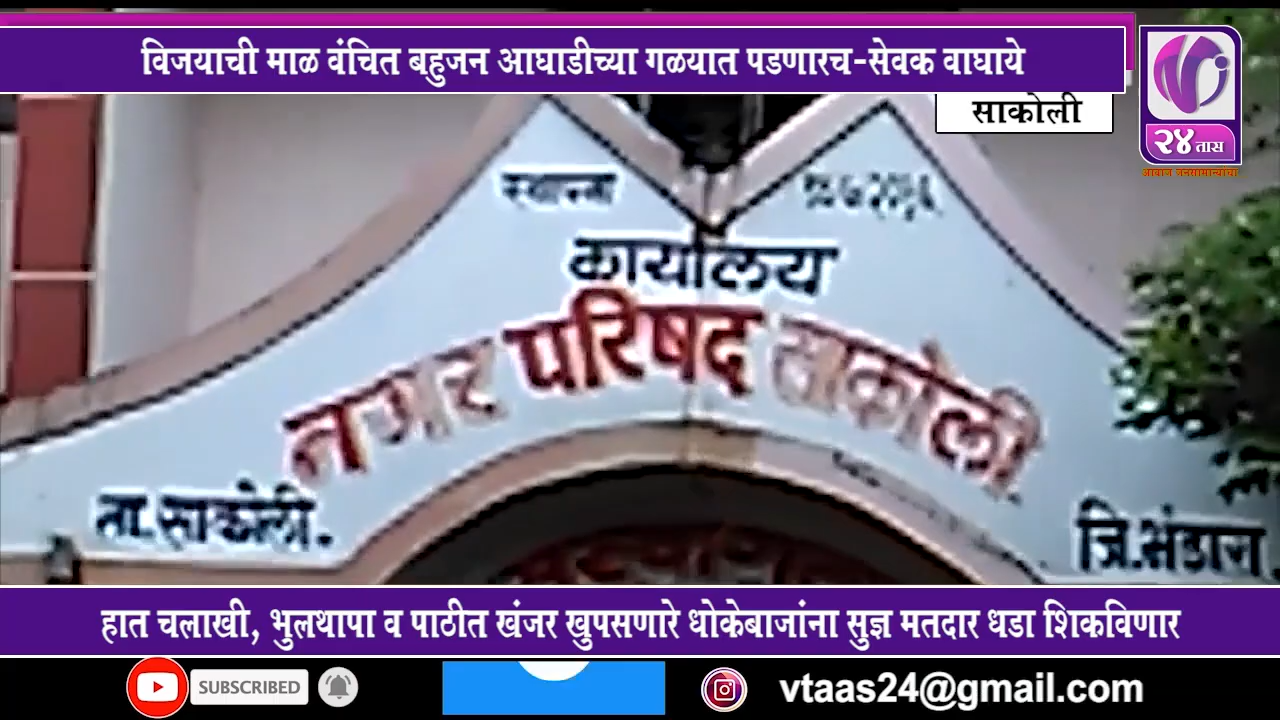 विजयाची माळ वंचित बहुजन आघाडीच्या गळयात पडणारच-सेवक वाघाये
साकोली
२४ तास
स्थापना
कार्यालय
नगर परिषद साकोली
ता.साकोली.
जि.भंडारा
हात चलाखी, भुलथापा व पाठीत खंजर खुपसणारे धोकेबाजांना सुज्ञ मतदार धडा शिकविणार
SUBSCRIBED
vtaas24@gmail.com